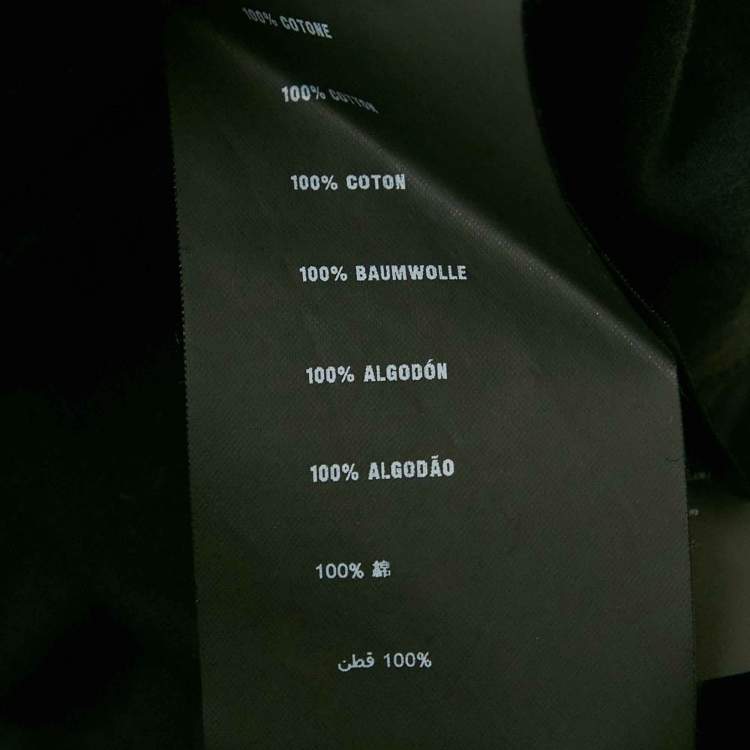 100% COTONE
100% COTTON
100% COTON
100% BAUMWOLLE
100% ALGODÓN
100% ALGODÃO
100% 綿
100% قطن